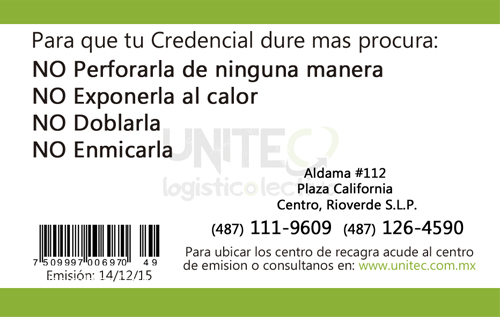 Para que tu Credencial dure mas procura:
NO Perforarla de ninguna manera
NO Exponerla al calor
NO Doblarla
NO Enmicarla
UNITEC
logisticoolectivo
Aldama #112
Plaza California
Centro, Rioverde S.L.P.
(487) 111-9609 (487) 126-4590
7 509997 006970 49
Emisión: 14/12/15
Para ubicar los centro de recagra acude al centro
de emision o consultanos en: www.unitec.com.mx